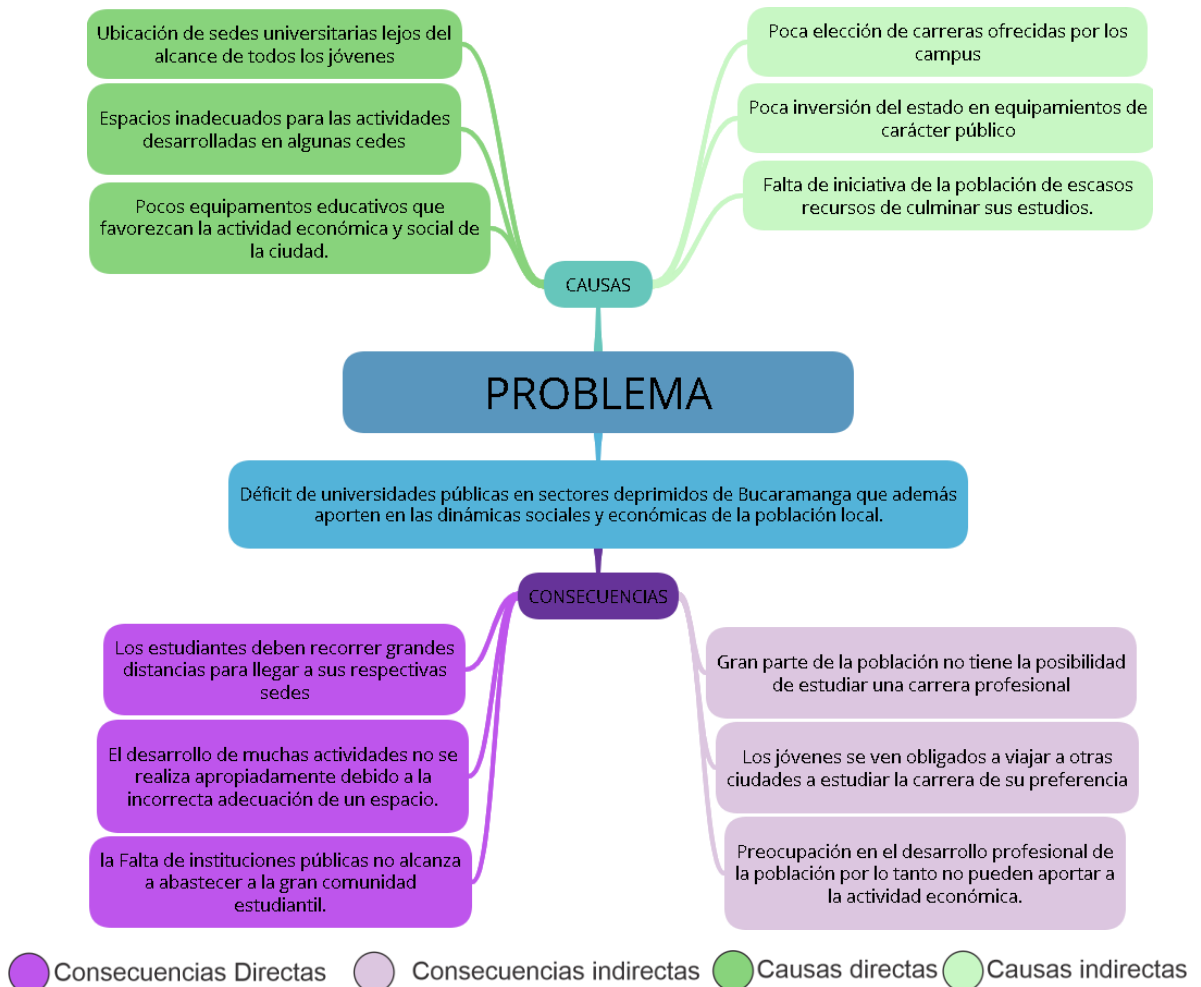 Ubicación de sedes universitarias lejos del
alcance de todos los jóvenes
Espacios inadecuados para las actividades
desarrolladas en algunas cedes
Pocos equipamentos educativos que
favorezcan la actividad económica y social de
la ciudad.
Poca elección de carreras ofrecidas por los
campus
Poca inversión del estado en equipamientos de
carácter público
Falta de iniciativa de la población de escasos
recursos de culminar sus estudios.
CAUSAS
PROBLEMA
Déficit de universidades públicas en sectores deprimidos de Bucaramanga que además
aporten en las dinámicas sociales y económicas de la población local.
CONSECUENCIAS
Los estudiantes deben recorrer grandes
distancias para llegar a sus respectivas
sedes
El desarrollo de muchas actividades no se
realiza apropiadamente debido a la
incorrecta adecuación de un espacio.
la Falta de instituciones públicas no alcanza
a abastecer a la gran comunidad
estudiantil.
Gran parte de la población no tiene la posibilidad
de estudiar una carrera profesional
Los jóvenes se ven obligados a viajar a otras
ciudades a estudiar la carrera de su preferencia
Preocupación en el desarrollo profesional de
la población por lo tanto no pueden aportar a
la actividad económica.
Consecuencias Directas
Consecuencias indirectas
Causas directas
Causas indirectas